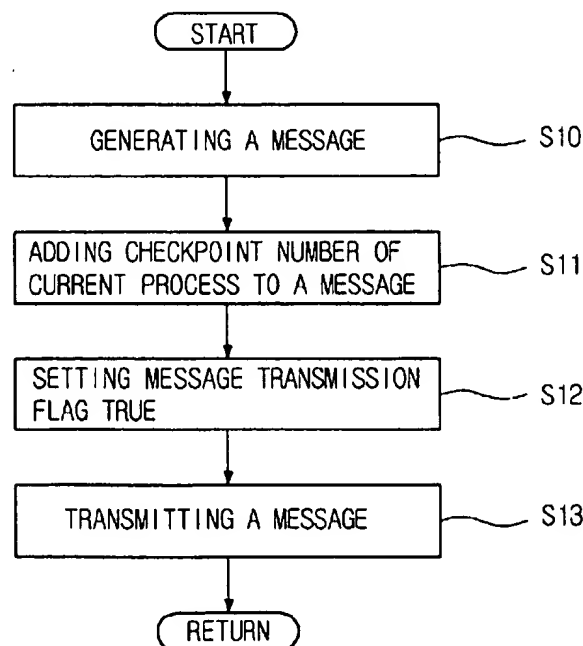 START
GENERATING A MESSAGE
S10
ADDING CHECKPOINT NUMBER OF
CURRENT PROCESS TO A MESSAGE
S11
SETTING MESSAGE TRANSMISSION
FLAG TRUE
S12
TRANSMITTING A MESSAGE
S13
RETURN